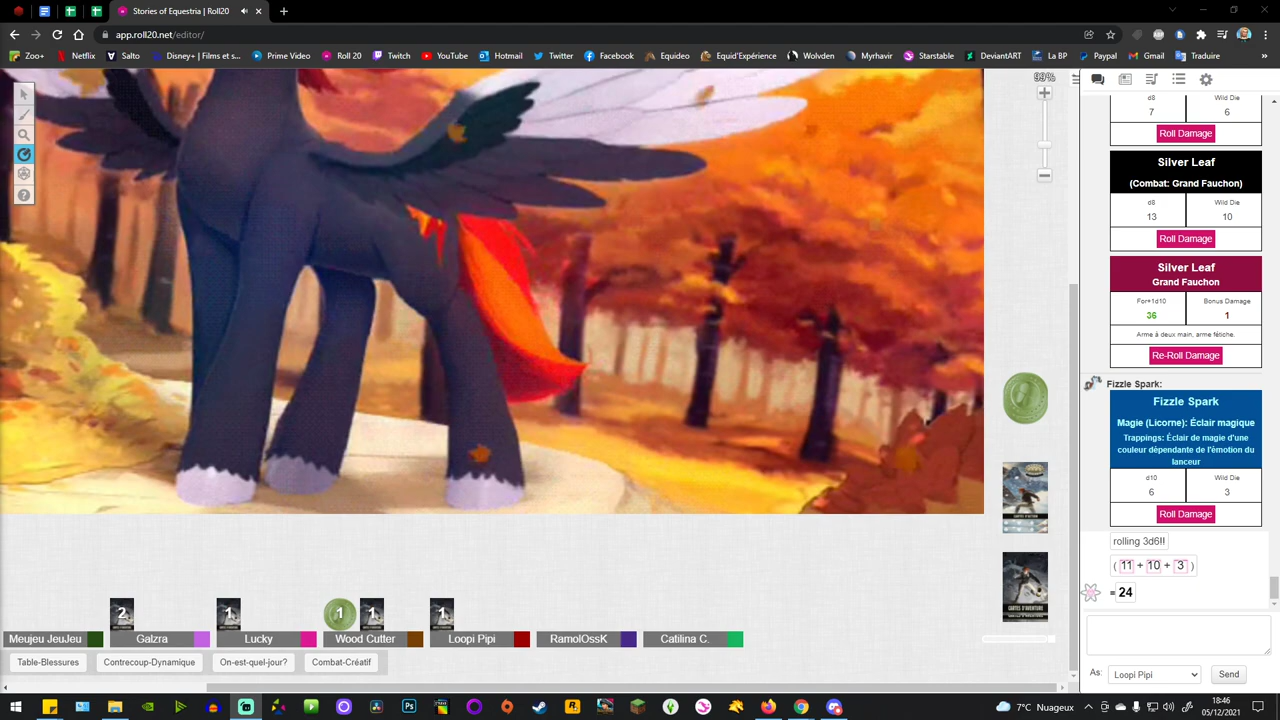 Stories of Equestria | Roll20
app.roll20.net/editor/
Zoo+ Netflix Salto Disney+ | Films et s... Prime Video Roll 20 Twitch YouTube Hotmail Twitter Facebook Equideo Equid'Expérience Wolvden Myrhavir Starstable DeviantART La BP Paypal Gmail Traduire »
99%
d8 Wild Die
7 6
Roll Damage
Silver Leaf
(Combat: Grand Fauchon)
d8 Wild Die
13 10
Roll Damage
Silver Leaf
Grand Fauchon
For+1d10 Bonus Damage
36 1
Arme à deux main, arme fétiche.
Re-Roll Damage
Fizzle Spark:
Fizzle Spark
Magie (Licorne): Éclair magique
Trappings: Éclair de magie d'une
couleur dépendante de l'émotion du
lanceur
d10 Wild Die
6 3
Roll Damage
rolling 3d6!!
( 11 + 10 + 3 )
= 24
2 1 1 1 1
Meujeu JeuJeu Galzra Lucky Wood Cutter Loopi Pipi RamolOssK Catilina C.
Table-Blessures Contrecoup-Dynamique On-est-quel-jour? Combat-Créatif
As: Loopi Pipi Send
7°C Nuageux
18:46
05/12/2021